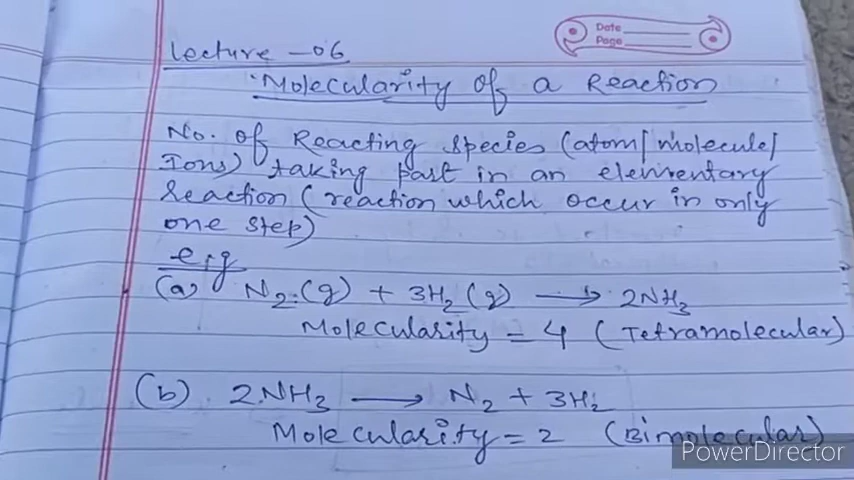 Date
Page
Lecture -06
Molecularity of a Reaction
No. of Reacting species (atom/molecule/
Ions) taking part in an elementary
Reaction (reaction which occur in only
one step)
e.g
(a) N₂ (g) + 3H₂ (g) ⟶ 2NH₃
Molecularity = 4 (Tetramolecular)
(b) 2NH₃ ⟶ N₂ + 3H₂
Molecularity = 2 (Bimolecular)
PowerDirector